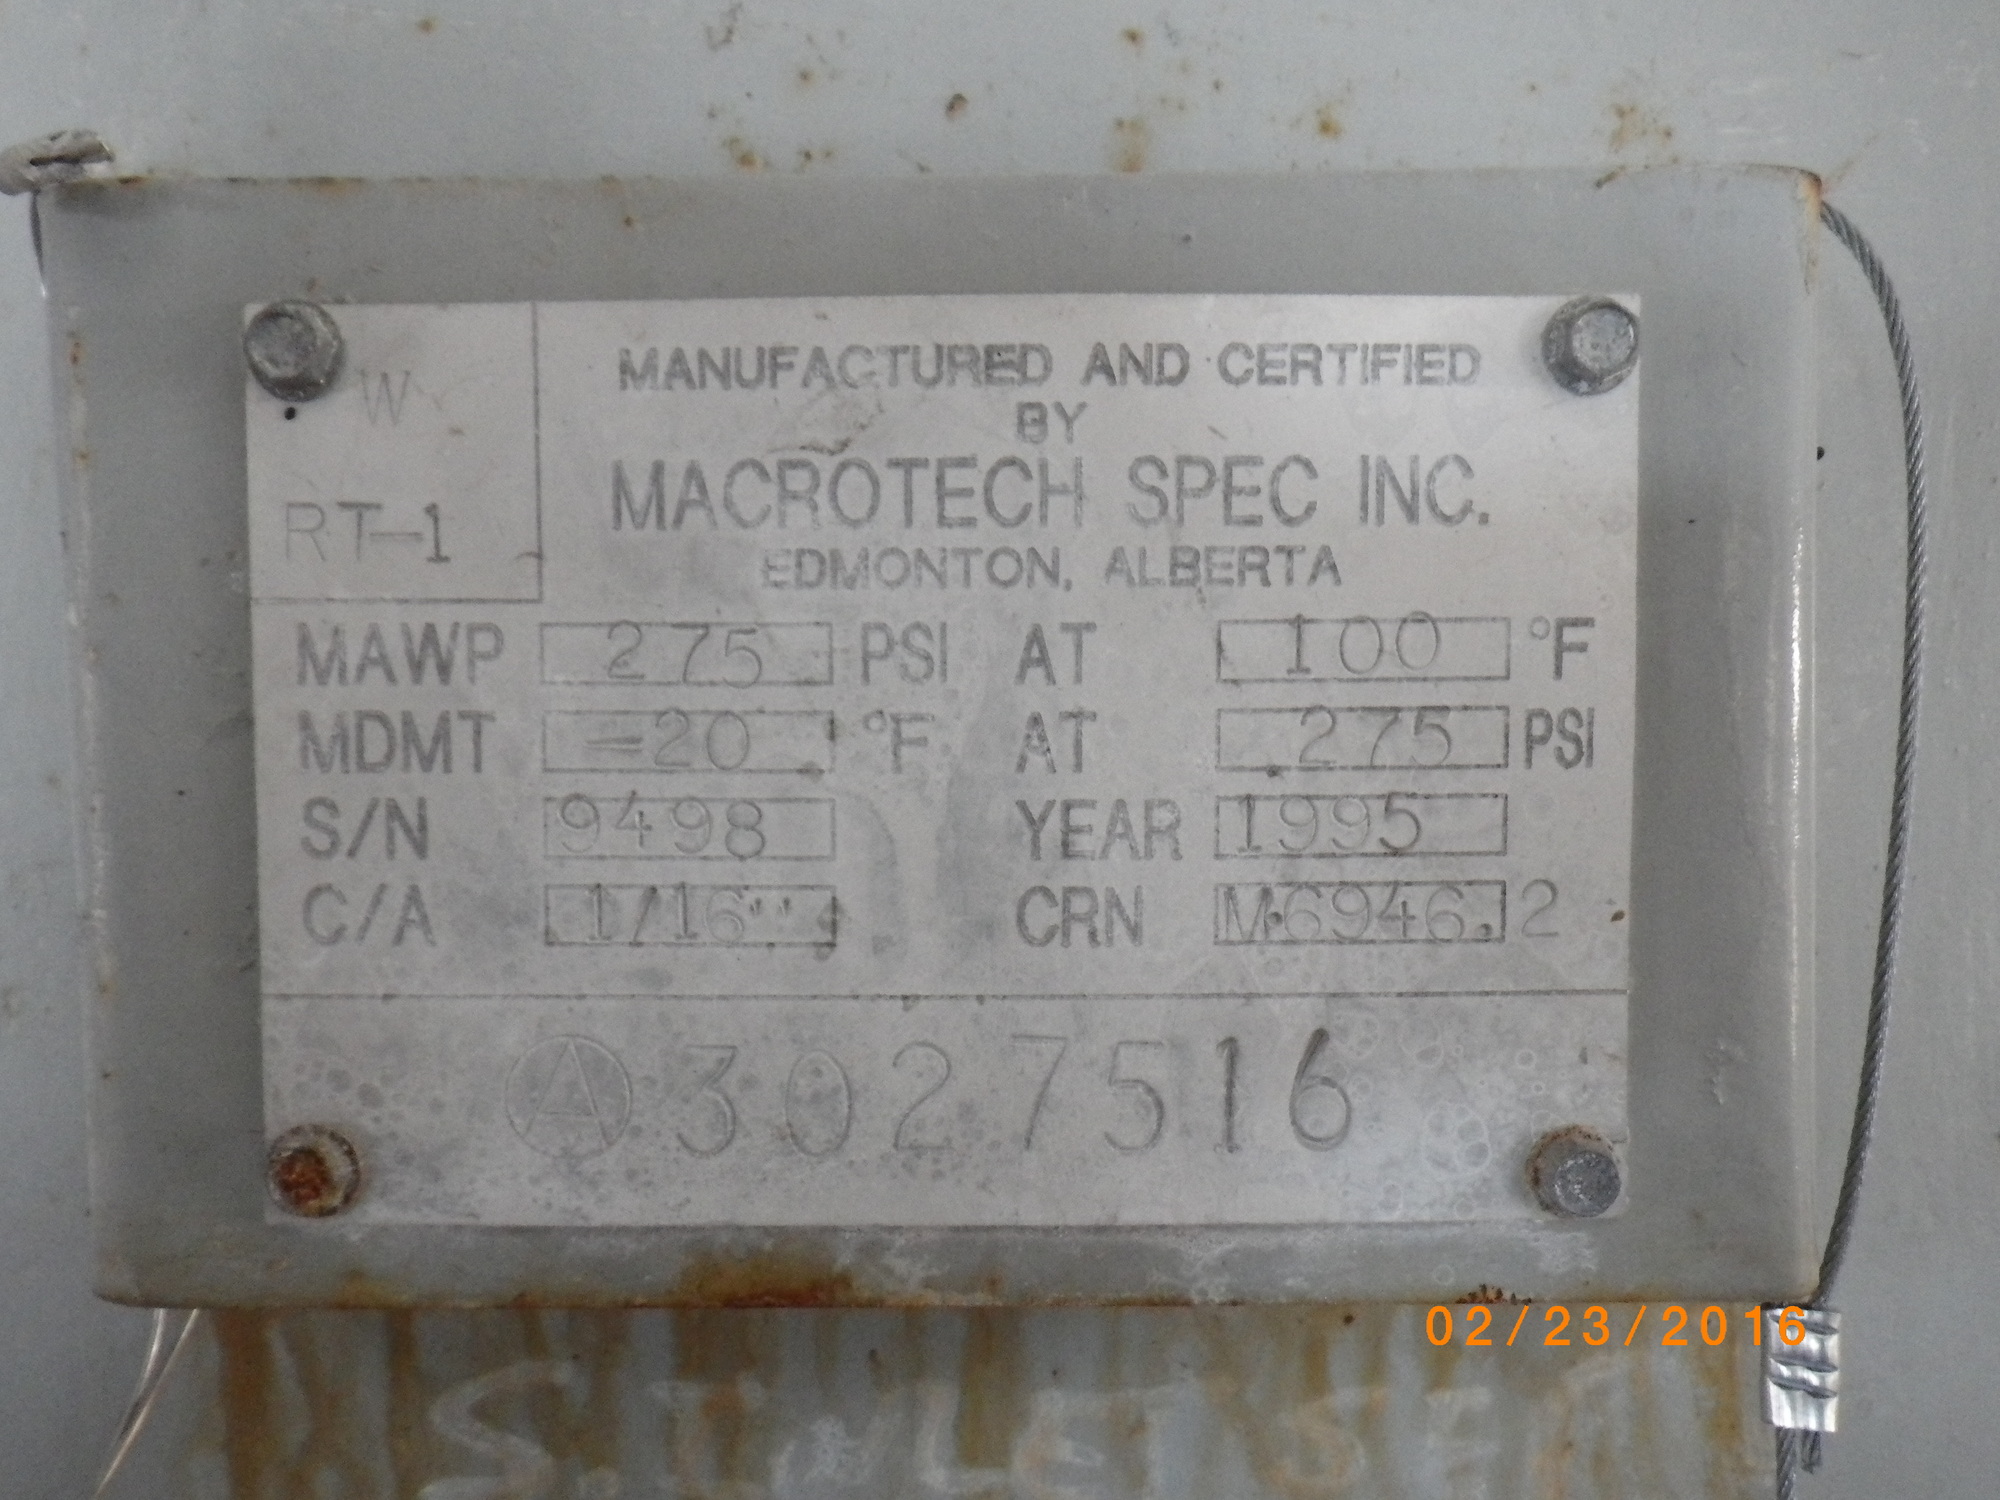 W
RT-1
MANUFACTURED AND CERTIFIED
BY
MACROTECH SPEC INC.
EDMONTON, ALBERTA
MAWP 275 PSI AT 100 °F
MDMT -20 °F AT 275 PSI
S/N 9498 YEAR 1995
C/A 1/16" CRN M6946.2
A 3027516
02/23/2016